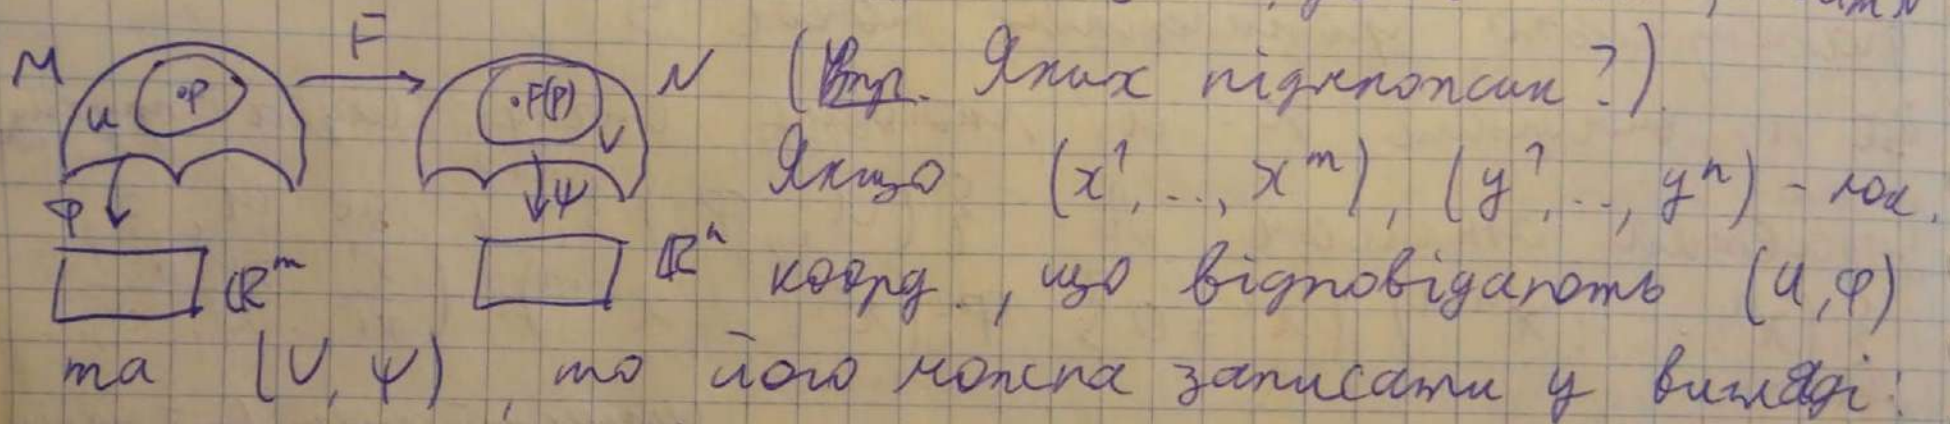 M F N (Впр. Яких підмножин?).
U •p •F(p) V
Якщо (x¹, ..., xᵐ), (y¹, ..., yⁿ) - лок.
φ ψ
ℝᵐ ℝⁿ коорд., що відповідають (U, φ)
та (V, ψ), то його можна записати у вигляді: